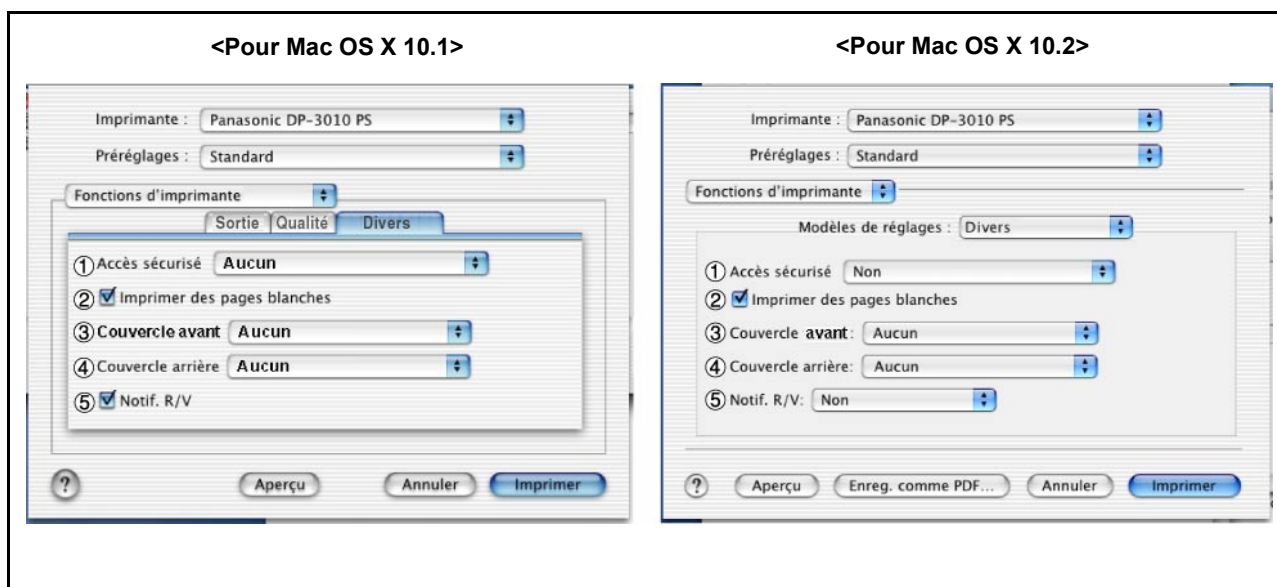 <Pour Mac OS X 10.1>
Imprimante : Panasonic DP-3010 PS
Préréglages : Standard
Fonctions d'imprimante
Sortie Qualité Divers
① Accès sécurisé Aucun
② Imprimer des pages blanches
③ Couvercle avant Aucun
④ Couvercle arrière Aucun
⑤ Notif. R/V
? Aperçu Annuler Imprimer
<Pour Mac OS X 10.2>
Imprimante : Panasonic DP-3010 PS
Préréglages : Standard
Fonctions d'imprimante
Modèles de réglages : Divers
① Accès sécurisé Non
② Imprimer des pages blanches
③ Couvercle avant : Aucun
④ Couvercle arrière: Aucun
⑤ Notif. R/V: Non
? Aperçu Enreg. comme PDF... Annuler Imprimer